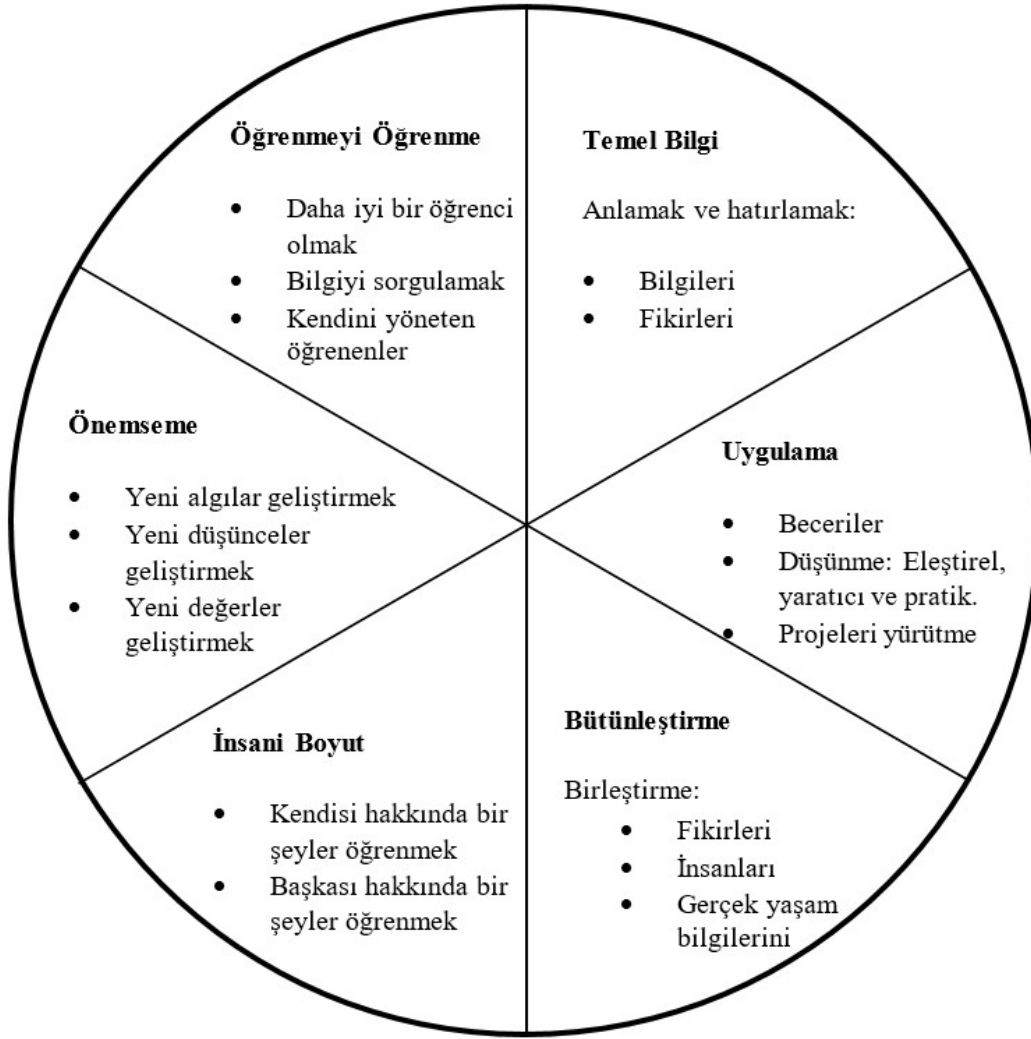 Öğrenmeyi Öğrenme
• Daha iyi bir öğrenci
olmak
• Bilgiyi sorgulamak
• Kendini yöneten
öğrenenler
Temel Bilgi
Anlamak ve hatırlamak:
• Bilgileri
• Fikirleri
Önemseme
• Yeni algılar geliştirmek
• Yeni düşünceler
geliştirmek
• Yeni değerler
geliştirmek
Uygulama
• Beceriler
• Düşünme: Eleştirel,
yaratıcı ve pratik.
• Projeleri yürütme
İnsani Boyut
• Kendisi hakkında bir
şeyler öğrenmek
• Başkası hakkında bir
şeyler öğrenmek
Bütünleştirme
Birleştirme:
• Fikirleri
• İnsanları
• Gerçek yaşam
bilgilerini